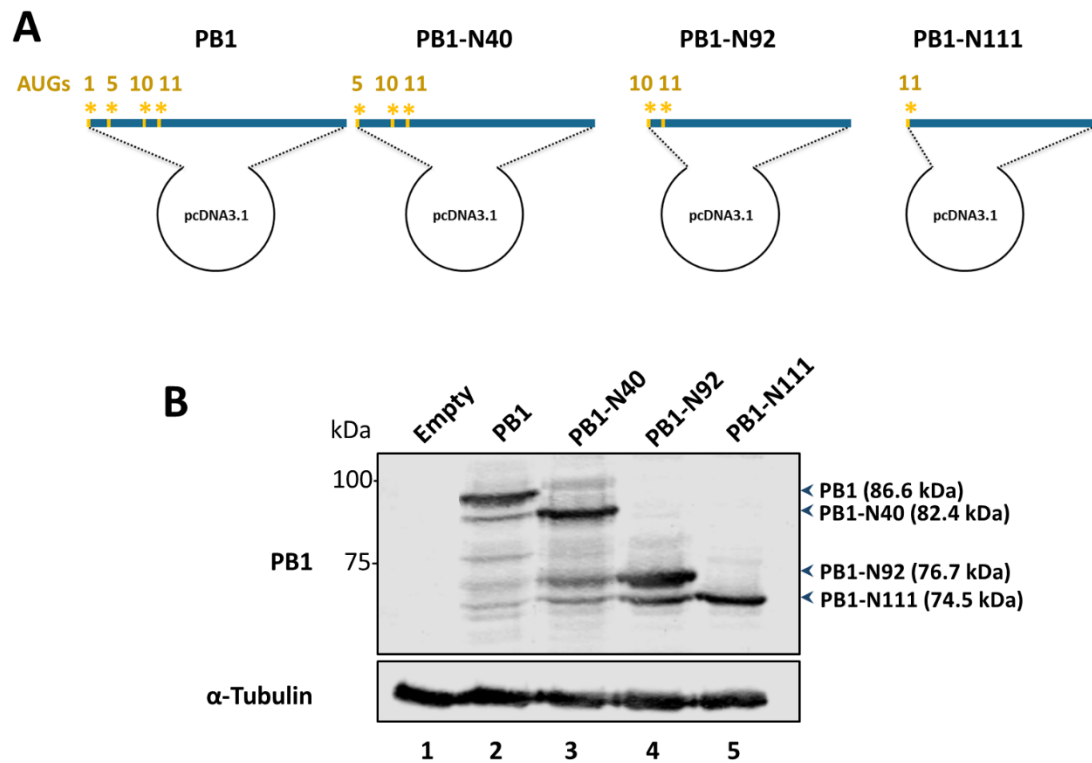 A
PB1 PB1-N40 PB1-N92 PB1-N111
AUGs 1 5 10 11 5 10 11 10 11 11
* * * * * * * * * *
pcDNA3.1 pcDNA3.1 pcDNA3.1 pcDNA3.1
B
kDa Empty PB1 PB1-N40 PB1-N92 PB1-N111
100-
PB1 (86.6 kDa)
PB1-N40 (82.4 kDa)
PB1 75-
PB1-N92 (76.7 kDa)
PB1-N111 (74.5 kDa)
α-Tubulin
1 2 3 4 5